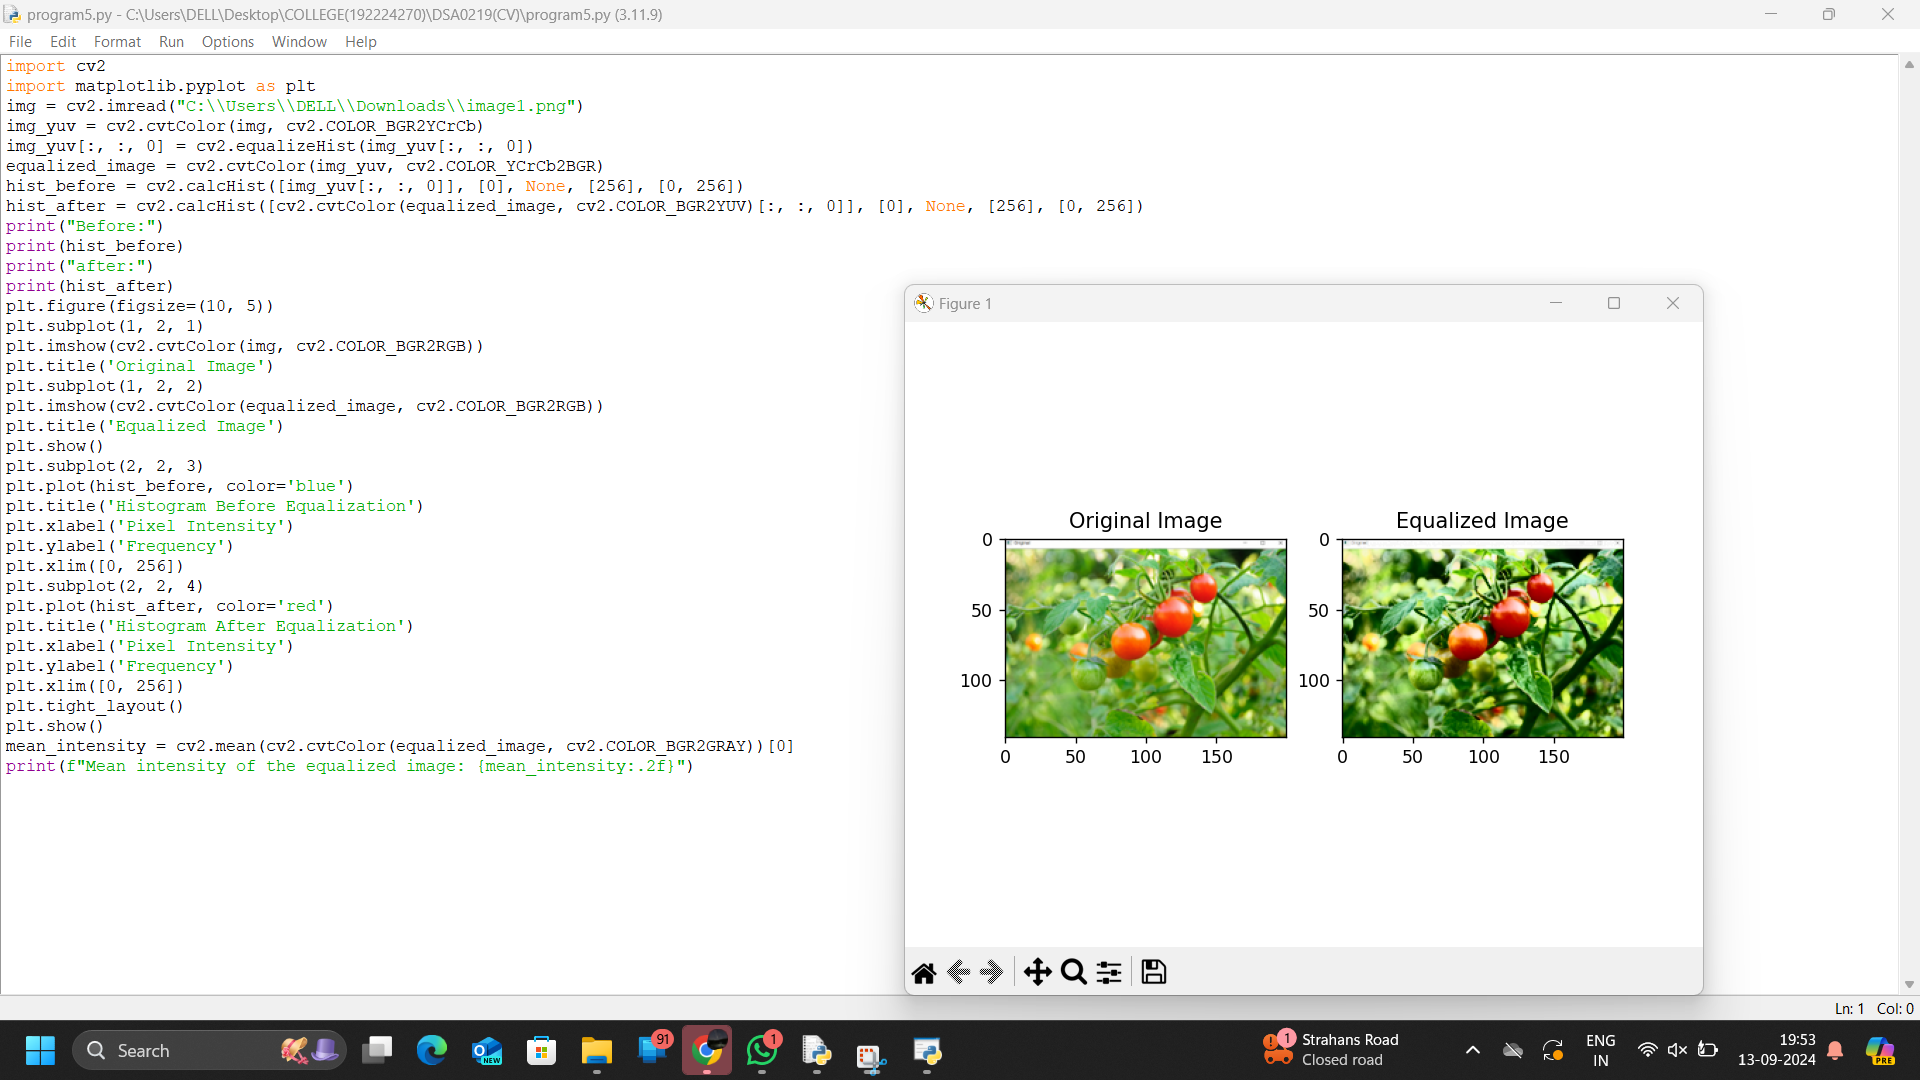 program5.py - C:\Users\DELL\Desktop\COLLEGE(192224270)\DSA0219(CV)\program5.py (3.11.9)
File Edit Format Run Options Window Help
import cv2
import matplotlib.pyplot as plt
img = cv2.imread("C:\\Users\\DELL\\Downloads\\image1.png")
img_yuv = cv2.cvtColor(img, cv2.COLOR_BGR2YCrCb)
img_yuv[:, :, 0] = cv2.equalizeHist(img_yuv[:, :, 0])
equalized_image = cv2.cvtColor(img_yuv, cv2.COLOR_YCrCb2BGR)
hist_before = cv2.calcHist([img_yuv[:, :, 0]], [0], None, [256], [0, 256])
hist_after = cv2.calcHist([cv2.cvtColor(equalized_image, cv2.COLOR_BGR2YUV)[:, :, 0]], [0], None, [256], [0, 256])
print("Before:")
print(hist_before)
print("after:")
print(hist_after)
plt.figure(figsize=(10, 5))
plt.subplot(1, 2, 1)
plt.imshow(cv2.cvtColor(img, cv2.COLOR_BGR2RGB))
plt.title('Original Image')
plt.subplot(1, 2, 2)
plt.imshow(cv2.cvtColor(equalized_image, cv2.COLOR_BGR2RGB))
plt.title('Equalized Image')
plt.show()
plt.subplot(2, 2, 3)
plt.plot(hist_before, color='blue')
plt.title('Histogram Before Equalization')
plt.xlabel('Pixel Intensity')
plt.ylabel('Frequency')
plt.xlim([0, 256])
plt.subplot(2, 2, 4)
plt.plot(hist_after, color='red')
plt.title('Histogram After Equalization')
plt.xlabel('Pixel Intensity')
plt.ylabel('Frequency')
plt.xlim([0, 256])
plt.tight_layout()
plt.show()
mean_intensity = cv2.mean(cv2.cvtColor(equalized_image, cv2.COLOR_BGR2GRAY))[0]
print(f"Mean intensity of the equalized image: {mean_intensity:.2f}")
Figure 1
Original Image
0
50
100
0 50 100 150
Equalized Image
0
50
100
0 50 100 150
Ln: 1 Col: 0
Search
NEW
91
1
1
Strahans Road
Closed road
ENG
IN
19:53
13-09-2024
PRE